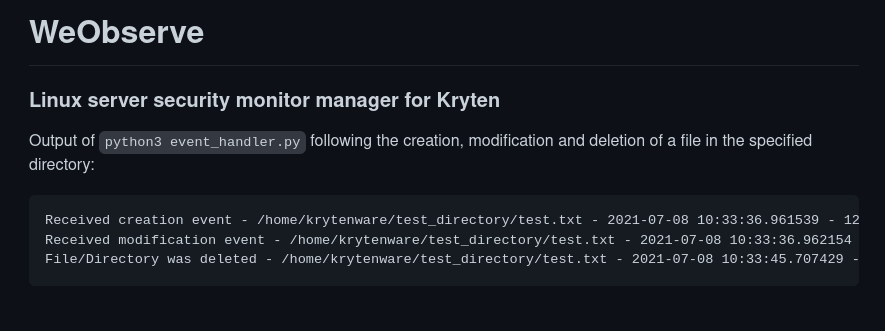 WeObserve
Linux server security monitor manager for Kryten
Output of python3 event_handler.py following the creation, modification and deletion of a file in the specified
directory:
Received creation event - /home/krytenware/test_directory/test.txt - 2021-07-08 10:33:36.961539 - 12
Received modification event - /home/krytenware/test_directory/test.txt - 2021-07-08 10:33:36.962154
File/Directory was deleted - /home/krytenware/test_directory/test.txt - 2021-07-08 10:33:45.707429 -